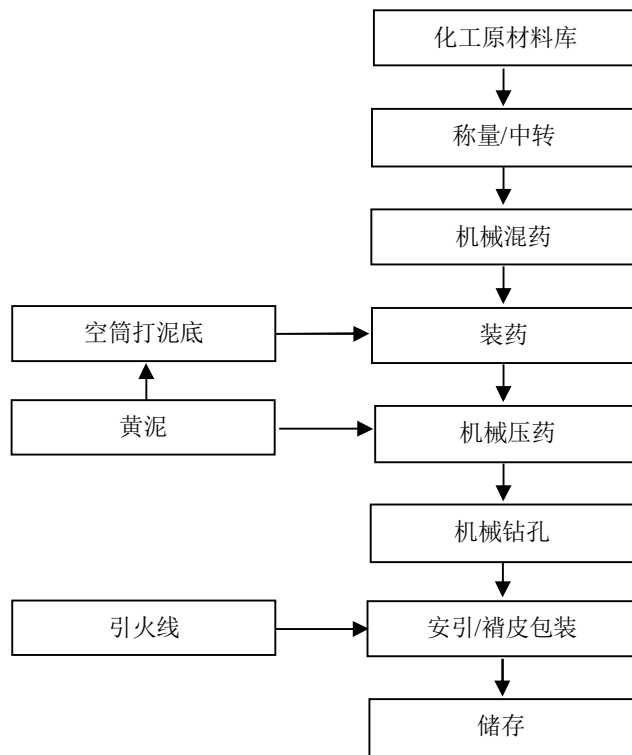 化工原材料库
称量/中转
机械混药
空筒打泥底
装药
黄泥
机械压药
机械钻孔
引火线
安引/褙皮包装
储存